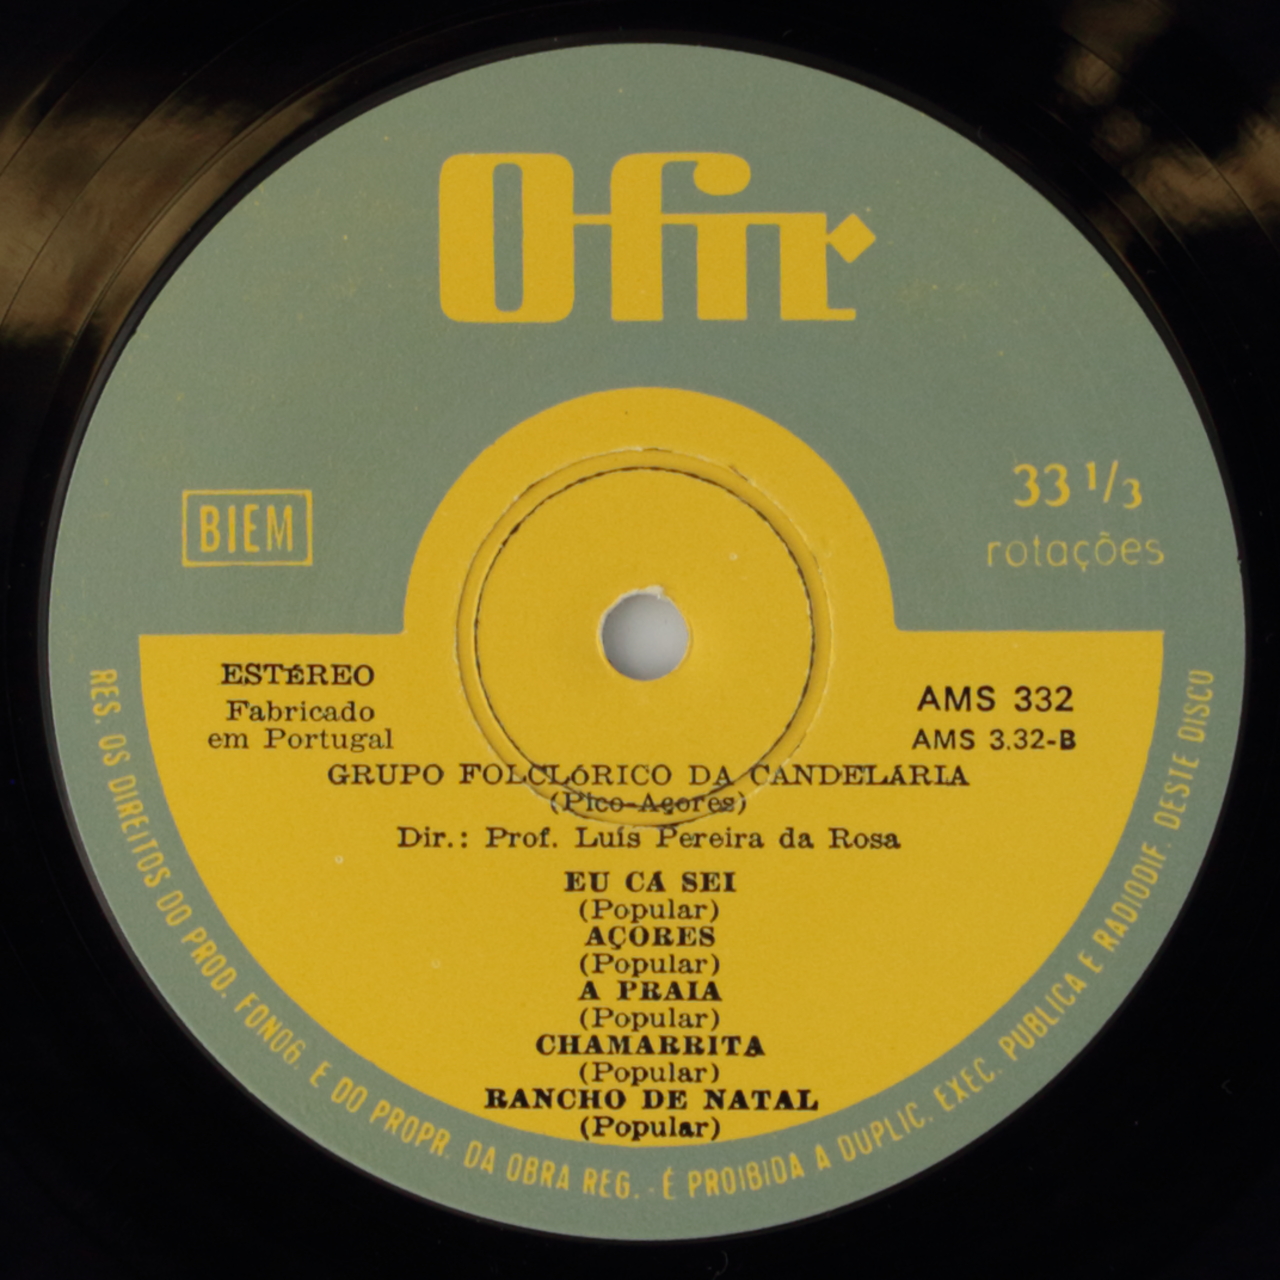 Ofir
BIEM
33 1/3
rotações
ESTÉREO
Fabricado
em Portugal
AMS 332
AMS 3.32-B
GRUPO FOLCLÓRICO DA CANDELÁRIA
(Pico-Açores)
Dir.: Prof. Luís Pereira da Rosa
EU CÁ SEI
(Popular)
AÇORES
(Popular)
A PRAIA
(Popular)
CHAMARRITA
(Popular)
RANCHO DE NATAL
(Popular)
RES. OS DIREITOS DO PROD. FONOG. E DO PROPR. DA OBRA REG. - É PROIBIDA A DUPLIC. EXEC. PUBLICA E RADIODIF. DESTE DISCO